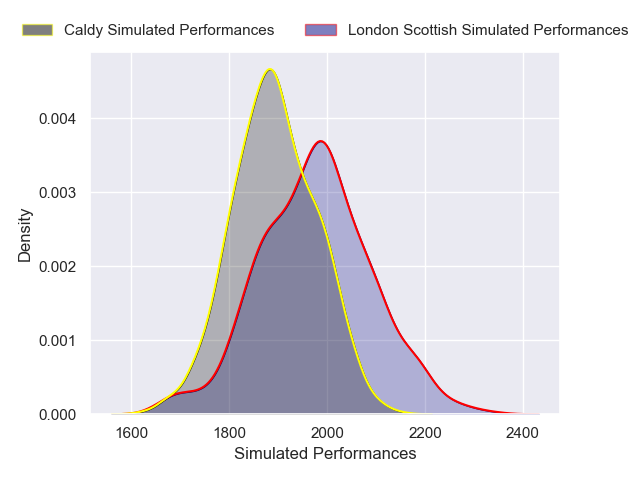 Caldy Simulated Performances
London Scottish Simulated Performances
0.004
0.003
0.002
0.001
0.000
Density
1600
1800
2000
2200
2400
Simulated Performances